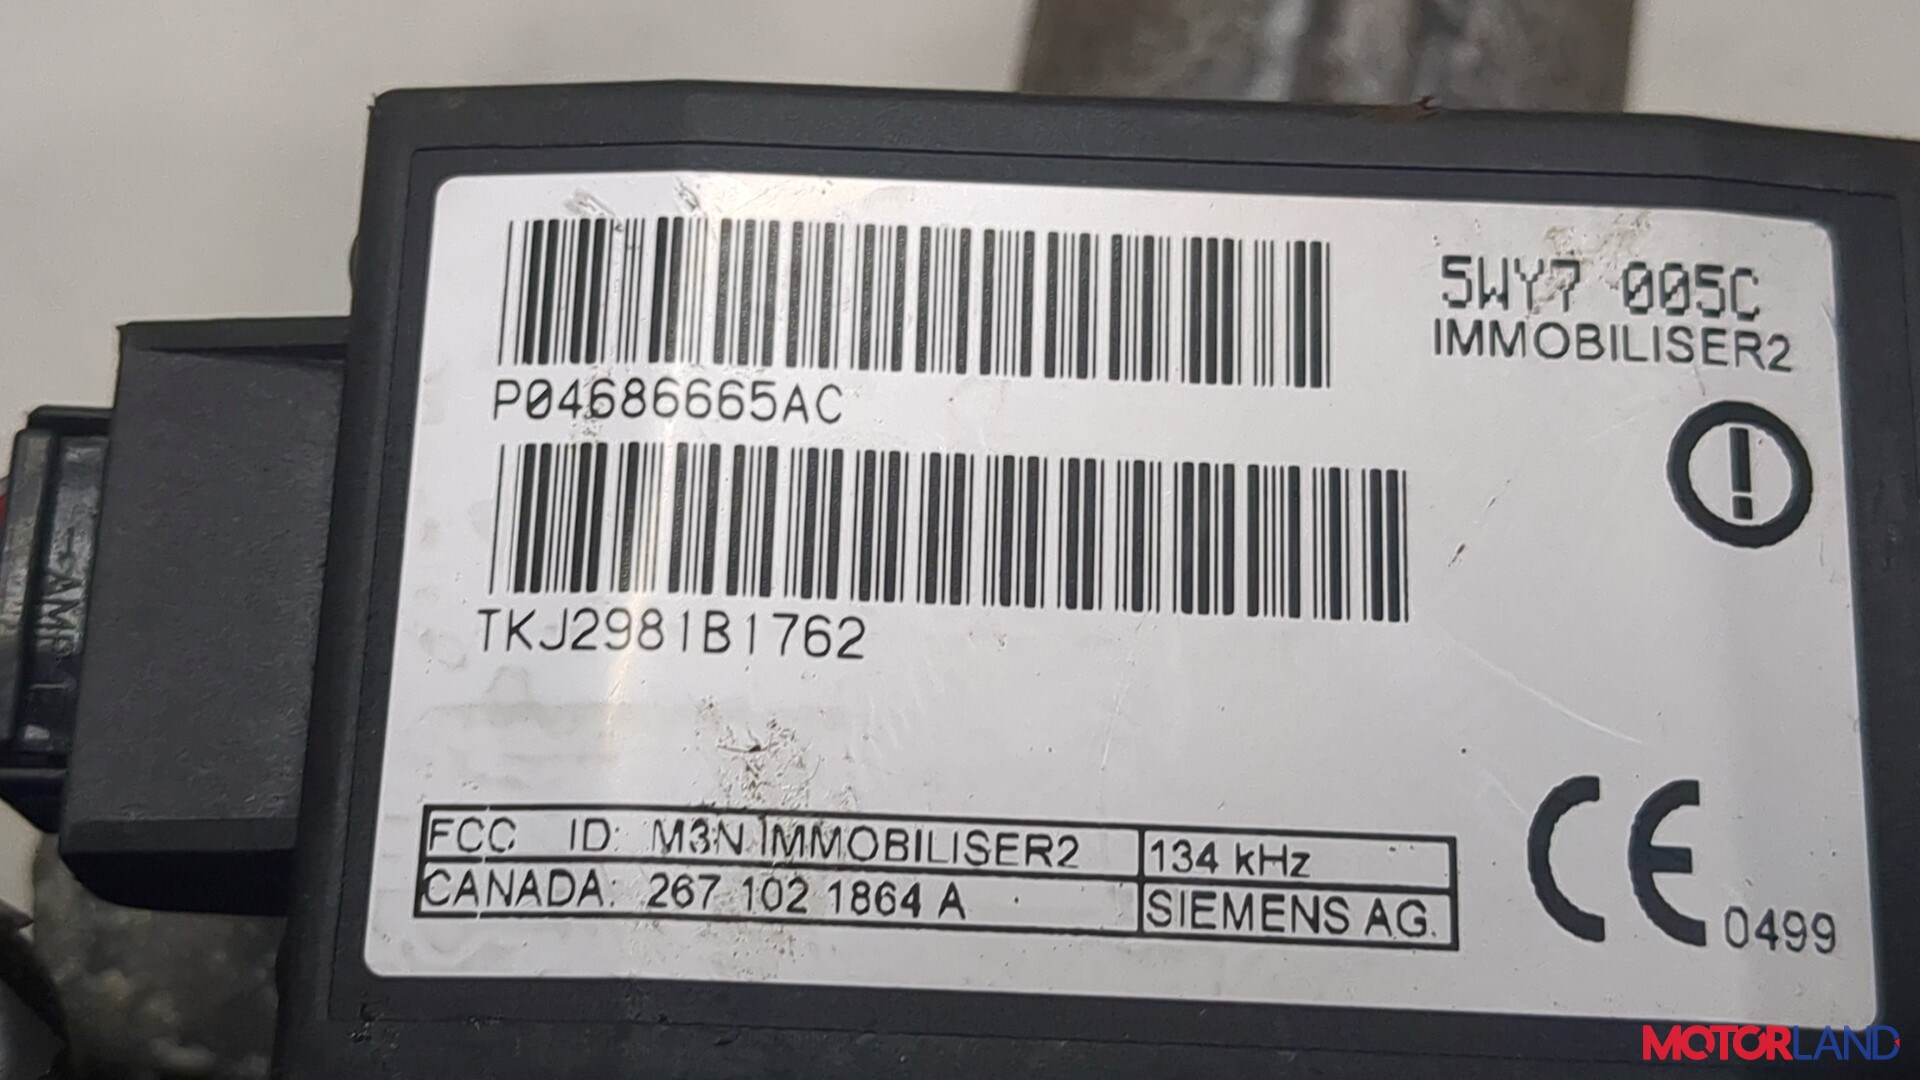 5WY7 005C
IMMOBILISER2
P04686665AC
TKJ2981B1762
FCC ID: M3N IMMOBILISER2 134 kHz
CANADA: 267 102 1864 A SIEMENS AG.
CE 0499
AMP
MOTORLAND